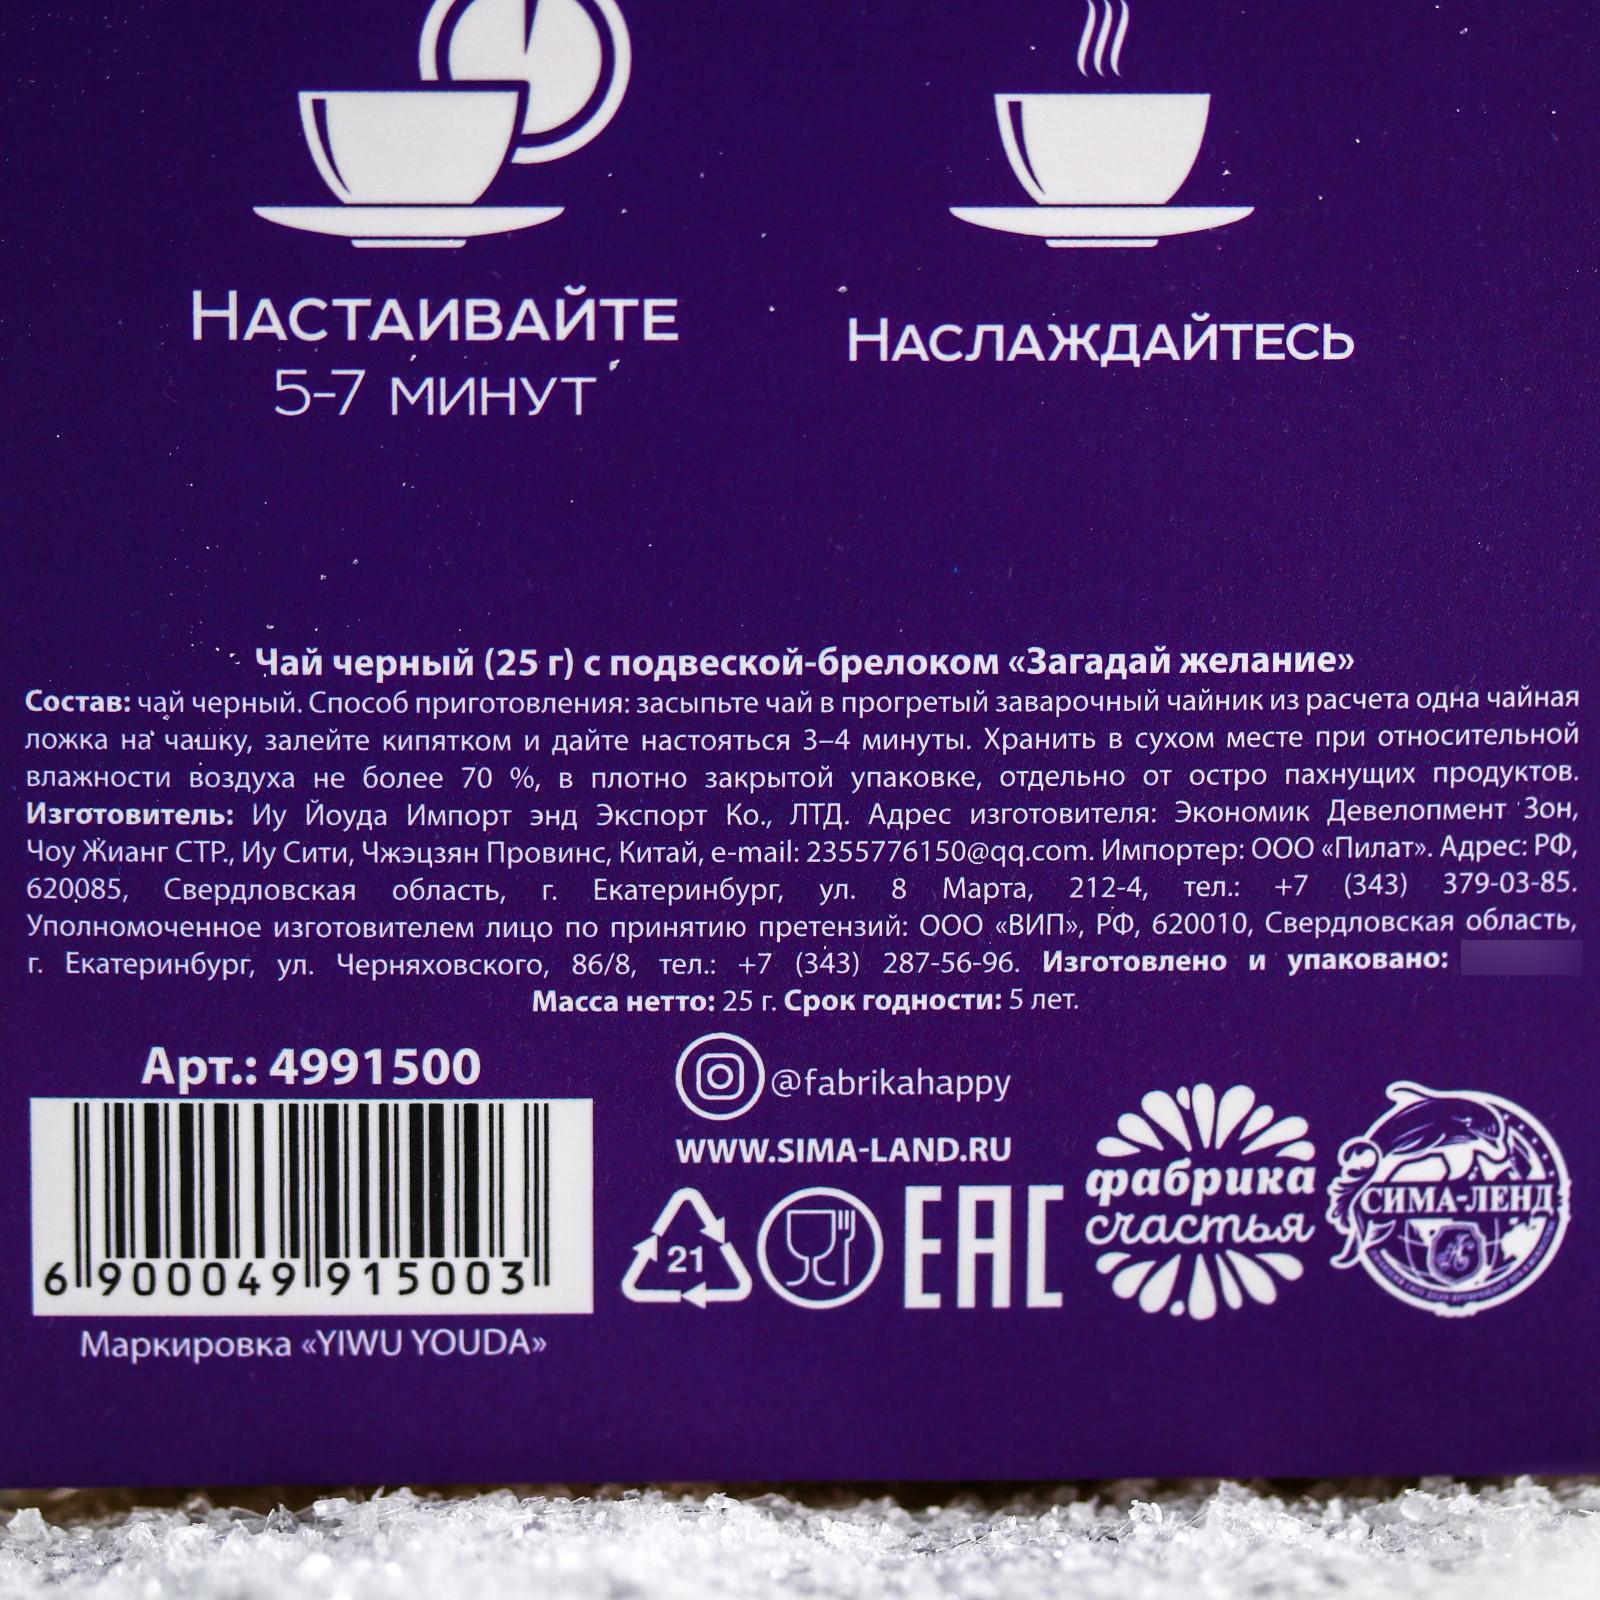 НАСТАИВАЙТЕ
5-7 МИНУТ
НАСЛАЖДАЙТЕСЬ
Чай черный (25 г) с подвеской-брелоком «Загадай желание»
Состав: чай черный. Способ приготовления: засыпьте чай в прогретый заварочный чайник из расчета одна чайная
ложка на чашку, залейте кипятком и дайте настояться 3–4 минуты. Хранить в сухом месте при относительной
влажности воздуха не более 70 %, в плотно закрытой упаковке, отдельно от остро пахнущих продуктов.
Изготовитель: Иу Йоуда Импорт энд Экспорт Ко., ЛТД. Адрес изготовителя: Экономик Девелопмент Зон,
Чоу Жианг СТР., Иу Сити, Чжэцзян Провинс, Китай, e-mail: 2355776150@qq.com. Импортер: ООО «Пилат». Адрес: РФ,
620085, Свердловская область, г. Екатеринбург, ул. 8 Марта, 212-4, тел.: +7 (343) 379-03-85.
Уполномоченное изготовителем лицо по принятию претензий: ООО «ВИП», РФ, 620010, Свердловская область,
г. Екатеринбург, ул. Черняховского, 86/8, тел.: +7 (343) 287-56-96. Изготовлено и упаковано:
Масса нетто: 25 г. Срок годности: 5 лет.
Арт.: 4991500
6 900049 915003
Маркировка «YIWU YOUDA»
@fabrikahappy
WWW.SIMA-LAND.RU
21
ЕАС
фабрика
счастья
СИМА-ЛЕНД